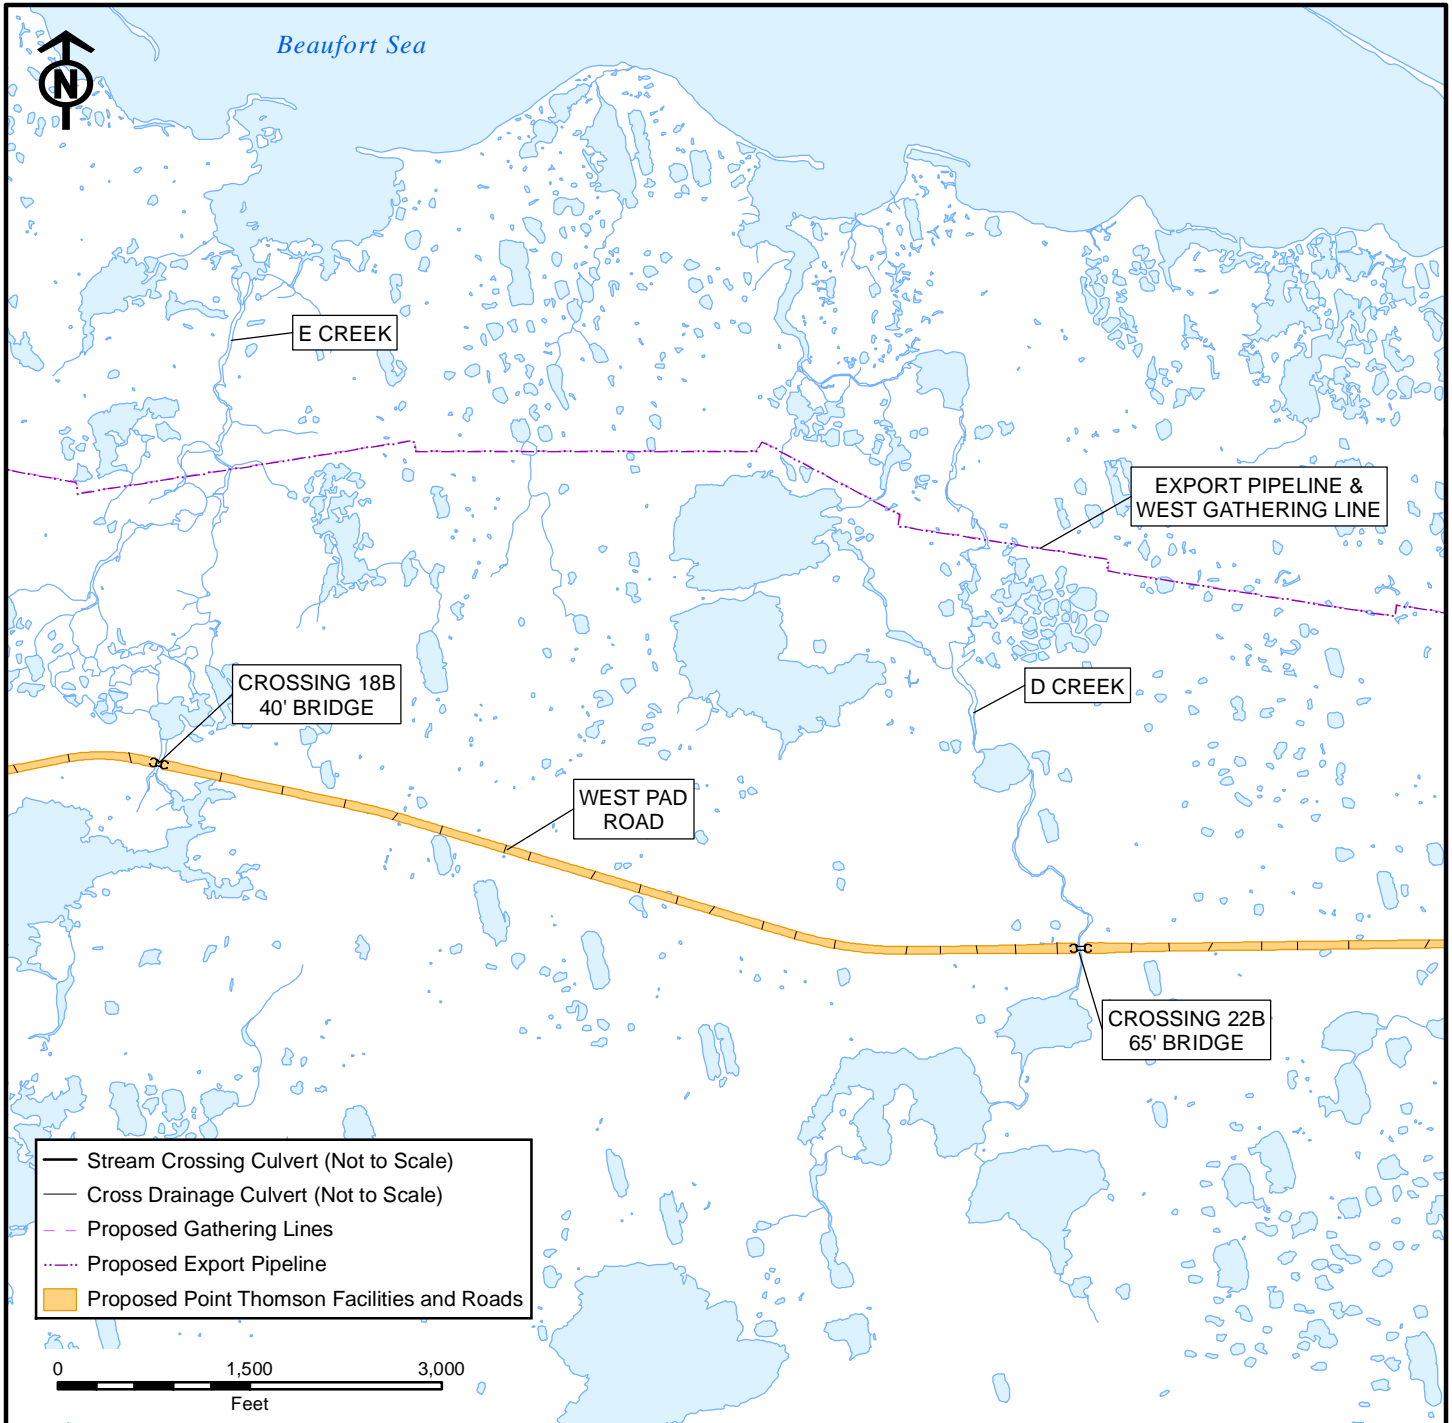 Beaufort Sea
N
E CREEK
EXPORT PIPELINE &
WEST GATHERING LINE
CROSSING 18B
40' BRIDGE
D CREEK
WEST PAD
ROAD
CROSSING 22B
65' BRIDGE
Stream Crossing Culvert (Not to Scale)
Cross Drainage Culvert (Not to Scale)
Proposed Gathering Lines
Proposed Export Pipeline
Proposed Point Thomson Facilities and Roads
0 1,500 3,000
Feet